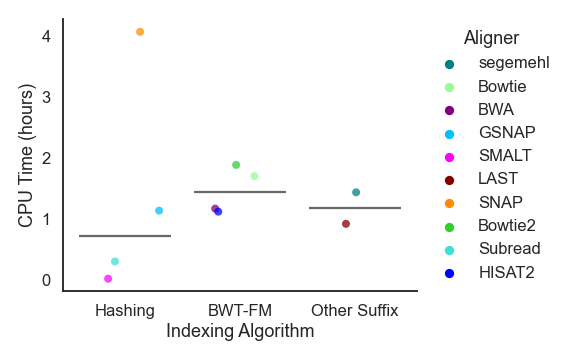 4
3
2
1
0
CPU Time (hours)
Hashing
BWT-FM
Other Suffix
Indexing Algorithm
Aligner
segemehl
Bowtie
BWA
GSNAP
SMALT
LAST
SNAP
Bowtie2
Subread
HISAT2